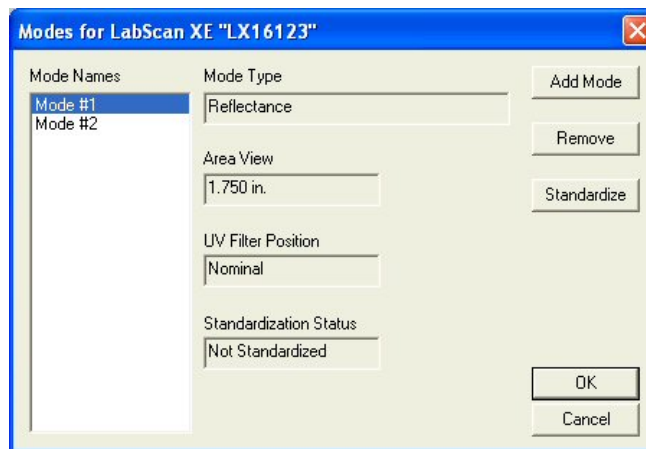 Modes for LabScan XE "LX16123"
Mode Names
Mode #1
Mode #2
Mode Type
Reflectance
Area View
1.750 in.
UV Filter Position
Nominal
Standardization Status
Not Standardized
Add Mode
Remove
Standardize
OK
Cancel